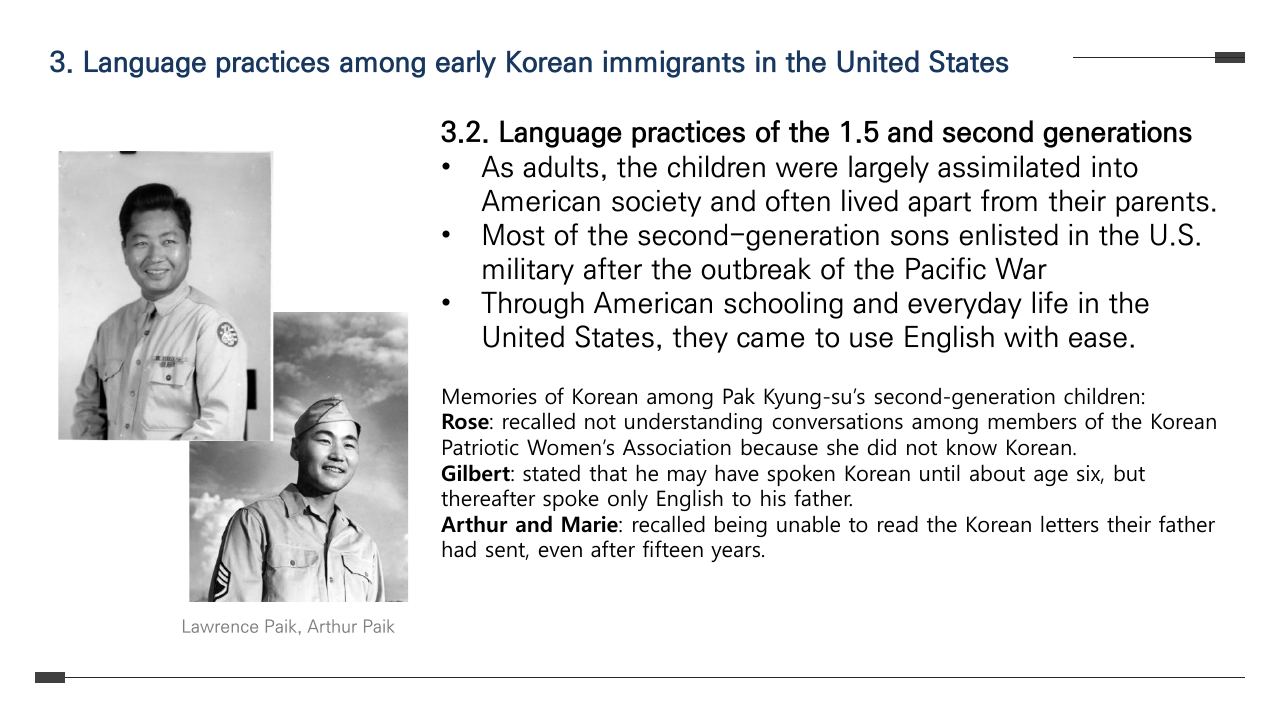 3. Language practices among early Korean immigrants in the United States
3.2. Language practices of the 1.5 and second generations
• As adults, the children were largely assimilated into
American society and often lived apart from their parents.
• Most of the second-generation sons enlisted in the U.S.
military after the outbreak of the Pacific War
• Through American schooling and everyday life in the
United States, they came to use English with ease.
Memories of Korean among Pak Kyung-su's second-generation children:
Rose: recalled not understanding conversations among members of the Korean
Patriotic Women's Association because she did not know Korean.
Gilbert: stated that he may have spoken Korean until about age six, but
thereafter spoke only English to his father.
Arthur and Marie: recalled being unable to read the Korean letters their father
had sent, even after fifteen years.
Lawrence Paik, Arthur Paik